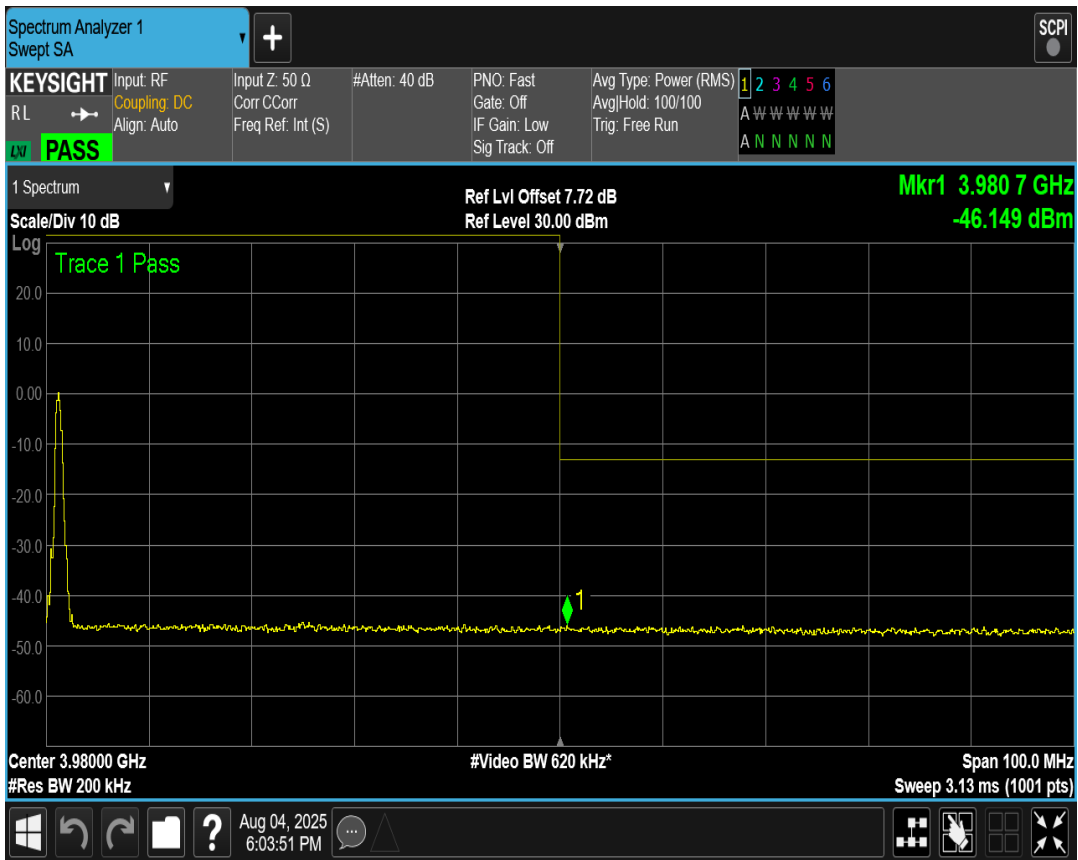 Spectrum Analyzer 1
Swept SA
+
SCPI
KEYSIGHT
RL
LXI
PASS
Input: RF
Coupling: DC
Align: Auto
Input Z: 50 Ω
Corr CCorr
Freq Ref: Int (S)
#Atten: 40 dB
PNO: Fast
Gate: Off
IF Gain: Low
Sig Track: Off
Avg Type: Power (RMS)
Avg|Hold: 100/100
Trig: Free Run
1 2 3 4 5 6
A W W W W W
A N N N N N
1 Spectrum
Scale/Div 10 dB
Ref Lvl Offset 7.72 dB
Ref Level 30.00 dBm
Mkr1 3.980 7 GHz
-46.149 dBm
Log
Trace 1 Pass
20.0
10.0
0.00
-10.0
-20.0
-30.0
-40.0
-50.0
-60.0
1
Center 3.98000 GHz
#Res BW 200 kHz
#Video BW 620 kHz*
Span 100.0 MHz
Sweep 3.13 ms (1001 pts)
?
Aug 04, 2025
6:03:51 PM